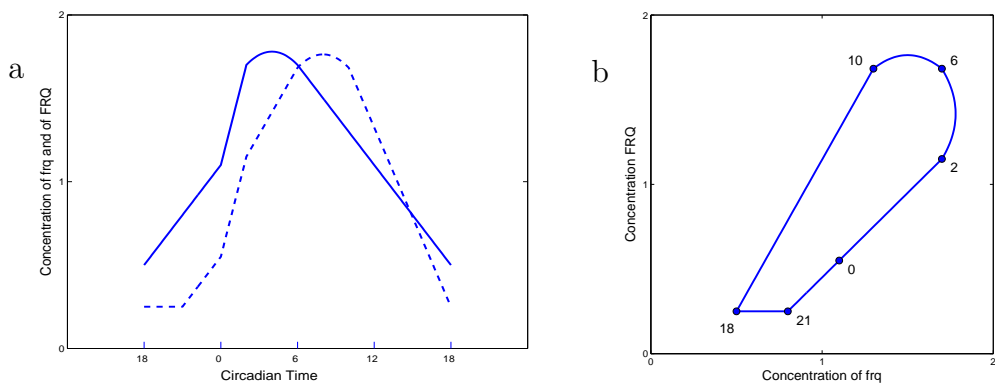 a
Concentration of frq and of FRQ
2
1
0
18 0 6 12 18
Circadian Time
b
Concentration FRQ
2
1
0
10 6
2
0
18 21
0 1 2
Concentration of frq